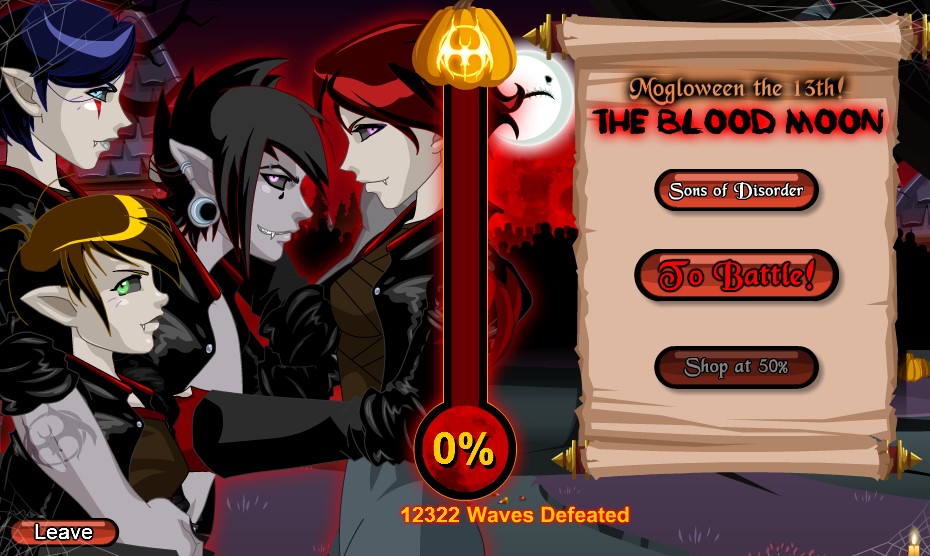 Mogloween the 13th!
THE BLOOD MOON
Sons of Disorder
To Battle!
Shop at 50%
0%
12322 Waves Defeated
Leave